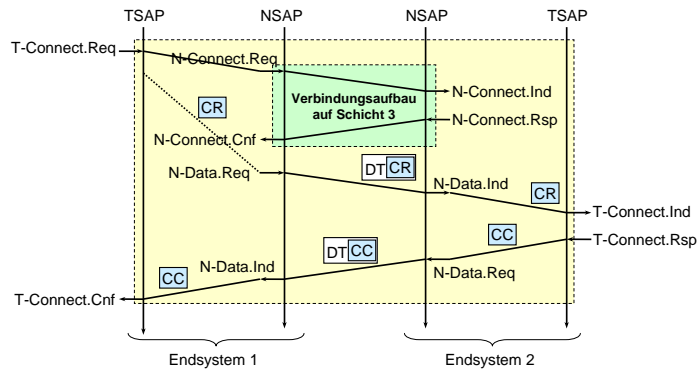 TSAP NSAP NSAP TSAP
T-Connect.Req
N-Connect.Req
Verbindungsaufbau
auf Schicht 3
N-Connect.Ind
CR
N-Connect.Rsp
N-Connect.Cnf
N-Data.Req
DT CR
N-Data.Ind
CR
T-Connect.Ind
T-Connect.Rsp
CC
DT CC
N-Data.Ind
N-Data.Req
CC
T-Connect.Cnf
Endsystem 1
Endsystem 2